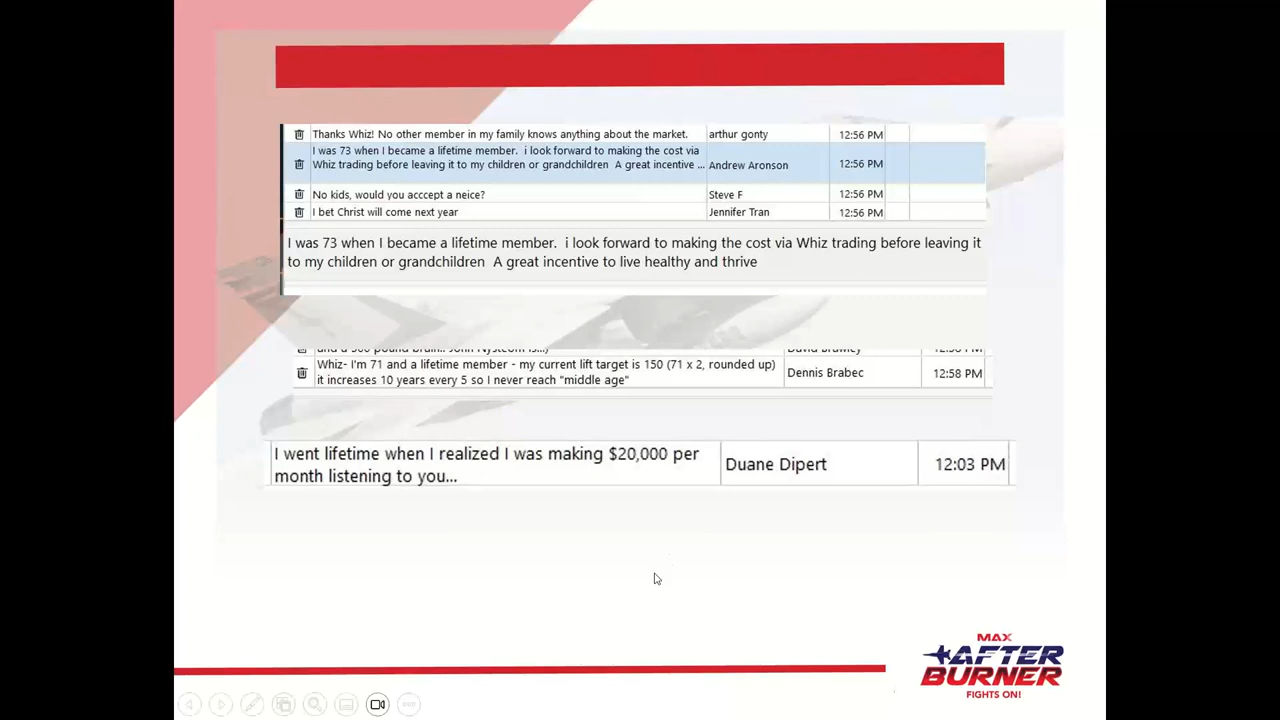 Thanks Whiz! No other member in my family knows anything about the market. arthur gonty 12:56 PM
I was 73 when I became a lifetime member. i look forward to making the cost via
Whiz trading before leaving it to my children or grandchildren A great incentive ... Andrew Aronson 12:56 PM
No kids, would you acccept a neice? Steve F 12:56 PM
I bet Christ will come next year Jennifer Tran 12:56 PM
I was 73 when I became a lifetime member. i look forward to making the cost via Whiz trading before leaving it
to my children or grandchildren A great incentive to live healthy and thrive
Whiz- I'm 71 and a lifetime member - my current lift target is 150 (71 x 2, rounded up)
it increases 10 years every 5 so I never reach "middle age" Dennis Brabec 12:58 PM
I went lifetime when I realized I was making $20,000 per
month listening to you... Duane Dipert 12:03 PM
MAX
AFTER
BURNER
FIGHTS ON!